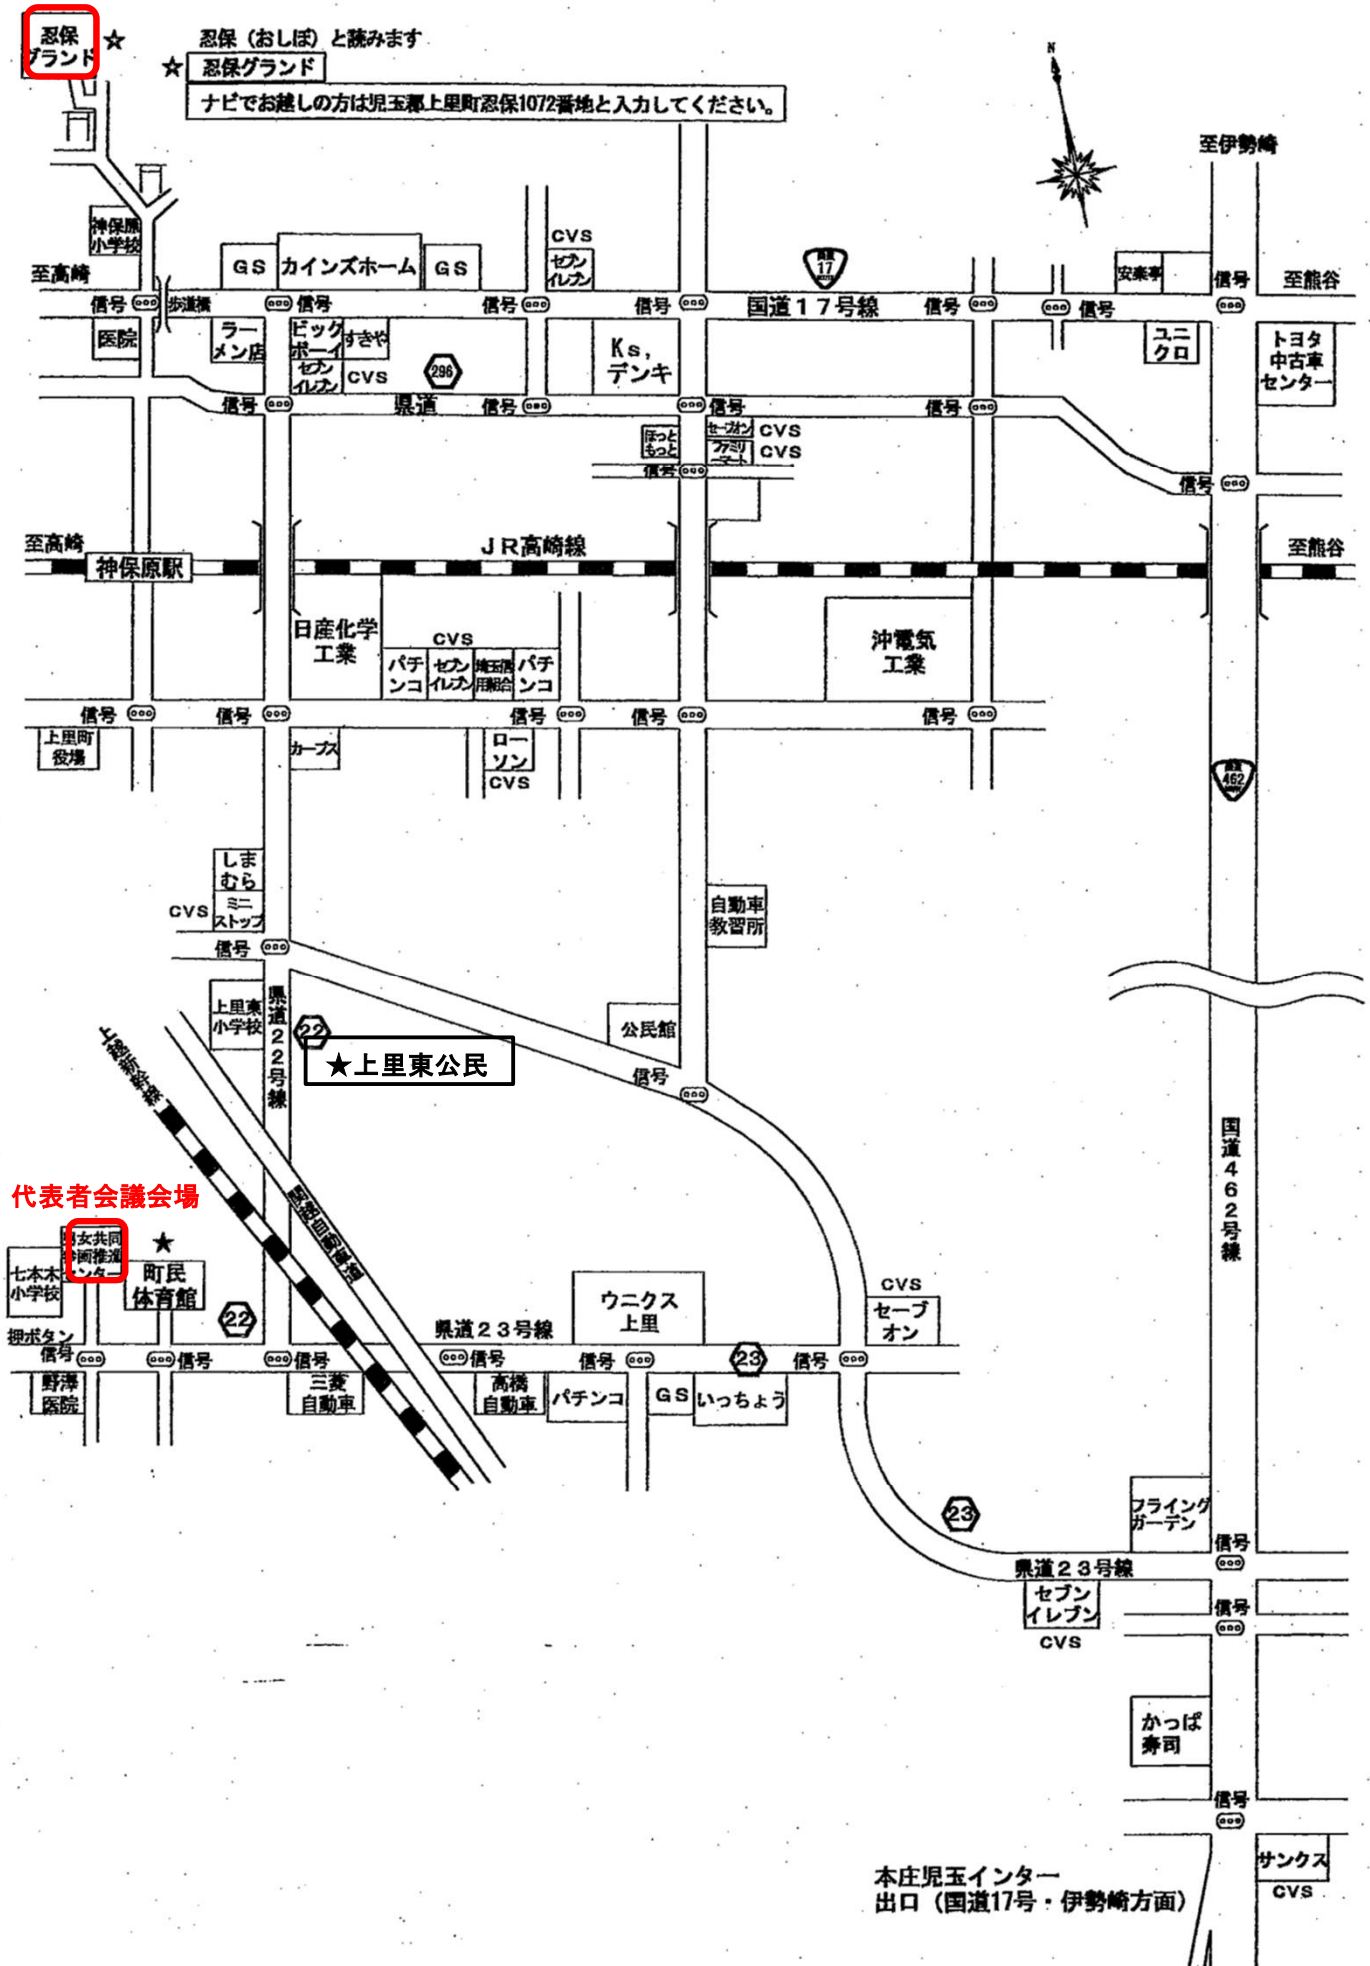 忍保
グランド
☆
忍保（おしぼ）と読みます
☆
忍保グランド
ナビでお越しの方は児玉郡上里町忍保1072番地と入力してください。
N
至伊勢崎
神保原
小学校
至高崎
GS
カインズホーム
GS
CVS
セブン
イレブン
17
安楽亭
信号
至熊谷
信号
歩道橋
信号
信号
信号
国道17号線
信号
信号
医院
ラー
メン店
ビック
ボーイ
すきや
セブン
イレブン
CVS
296
Ks,
デンキ
ユニ
クロ
トヨタ
中古車
センター
信号
県道
信号
信号
信号
ほっと
もっと
セーブオン
CVS
ファミリ
ーマート
CVS
信号
信号
至高崎
神保原駅
JR高崎線
至熊谷
日産化学
工業
CVS
パチ
ンコ
セブン
イレブン
埼玉信
用組合
パチ
ンコ
沖電気
工業
信号
信号
信号
信号
信号
上里町
役場
カーブス
ロー
ソン
CVS
462
しま
むら
CVS
ミニ
ストップ
自動車
教習所
信号
上里東
小学校
県道22号線
22
公民館
★上里東公民
信号
上越新幹線
国道462号線
代表者会議会場
男女共同
参画推進
センター
★
七本木
小学校
町民
体育館
22
ウニクス
上里
CVS
セーブ
オン
押ボタン
信号
信号
信号
県道23号線
信号
信号
23
信号
野澤
医院
三菱
自動車
高橋
自動車
パチンコ
GS
いっちょう
23
フライング
ガーデン
信号
県道23号線
セブン
イレブン
CVS
信号
かっぱ
寿司
信号
サンクス
CVS
本庄児玉インター
出口（国道17号・伊勢崎方面）